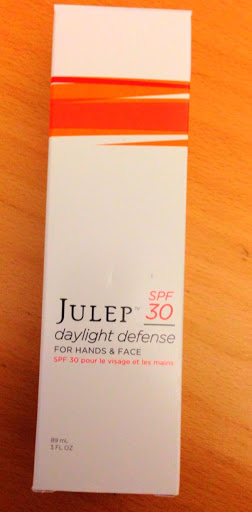 SPF
JULEP™ 30
daylight defense
FOR HANDS & FACE
SPF 30 pour le visage et les mains
89 mL
3 FL OZ